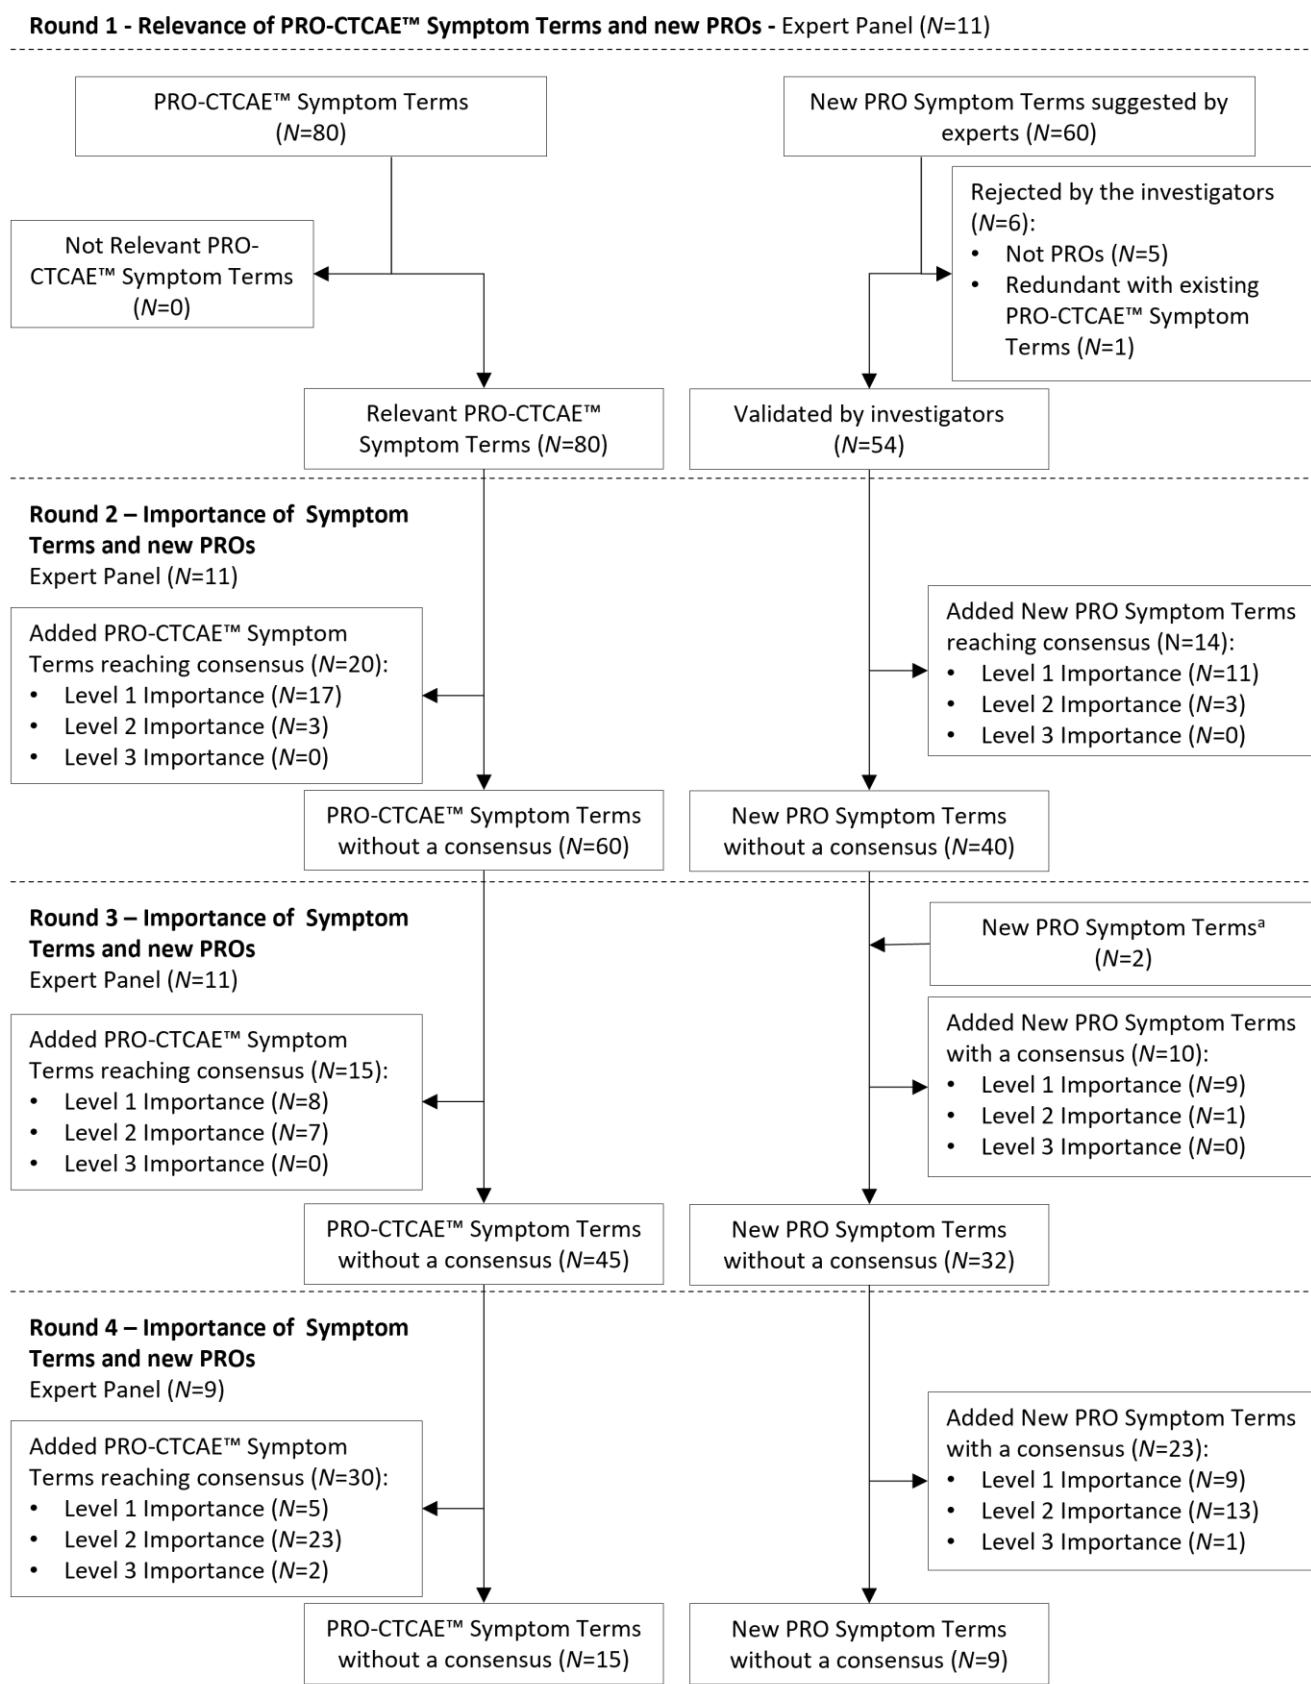 Round 1 - Relevance of PRO-CTCAE™ Symptom Terms and new PROs - Expert Panel (N=11)
PRO-CTCAE™ Symptom Terms
(N=80)
New PRO Symptom Terms suggested by
experts (N=60)
Not Relevant PRO-
CTCAE™ Symptom Terms
(N=0)
Rejected by the investigators
(N=6):
• Not PROs (N=5)
• Redundant with existing
PRO-CTCAE™ Symptom
Terms (N=1)
Relevant PRO-CTCAE™
Symptom Terms (N=80)
Validated by investigators
(N=54)
Round 2 – Importance of Symptom
Terms and new PROs
Expert Panel (N=11)
Added PRO-CTCAE™ Symptom
Terms reaching consensus (N=20):
• Level 1 Importance (N=17)
• Level 2 Importance (N=3)
• Level 3 Importance (N=0)
Added New PRO Symptom Terms
reaching consensus (N=14):
• Level 1 Importance (N=11)
• Level 2 Importance (N=3)
• Level 3 Importance (N=0)
PRO-CTCAE™ Symptom Terms
without a consensus (N=60)
New PRO Symptom Terms
without a consensus (N=40)
Round 3 – Importance of Symptom
Terms and new PROs
Expert Panel (N=11)
New PRO Symptom Termsᵃ
(N=2)
Added PRO-CTCAE™ Symptom
Terms reaching consensus (N=15):
• Level 1 Importance (N=8)
• Level 2 Importance (N=7)
• Level 3 Importance (N=0)
Added New PRO Symptom Terms
with a consensus (N=10):
• Level 1 Importance (N=9)
• Level 2 Importance (N=1)
• Level 3 Importance (N=0)
PRO-CTCAE™ Symptom Terms
without a consensus (N=45)
New PRO Symptom Terms
without a consensus (N=32)
Round 4 – Importance of Symptom
Terms and new PROs
Expert Panel (N=9)
Added PRO-CTCAE™ Symptom
Terms reaching consensus (N=30):
• Level 1 Importance (N=5)
• Level 2 Importance (N=23)
• Level 3 Importance (N=2)
Added New PRO Symptom Terms
with a consensus (N=23):
• Level 1 Importance (N=9)
• Level 2 Importance (N=13)
• Level 3 Importance (N=1)
PRO-CTCAE™ Symptom Terms
without a consensus (N=15)
New PRO Symptom Terms
without a consensus (N=9)